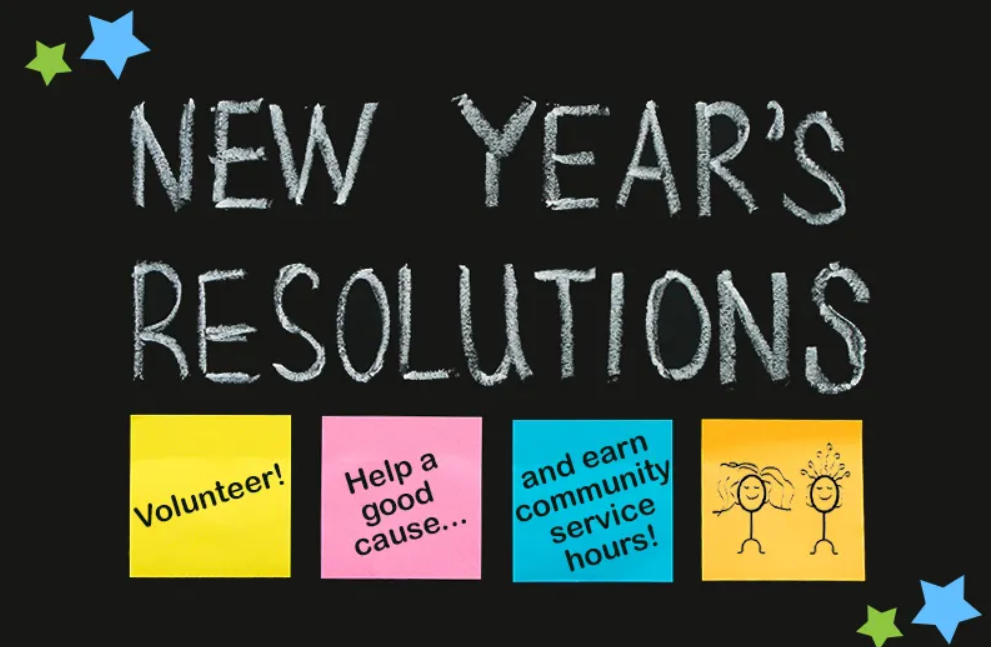 NEW YEAR'S
RESOLUTIONS
Volunteer!
Help a
good
cause...
and earn
community
service
hours!